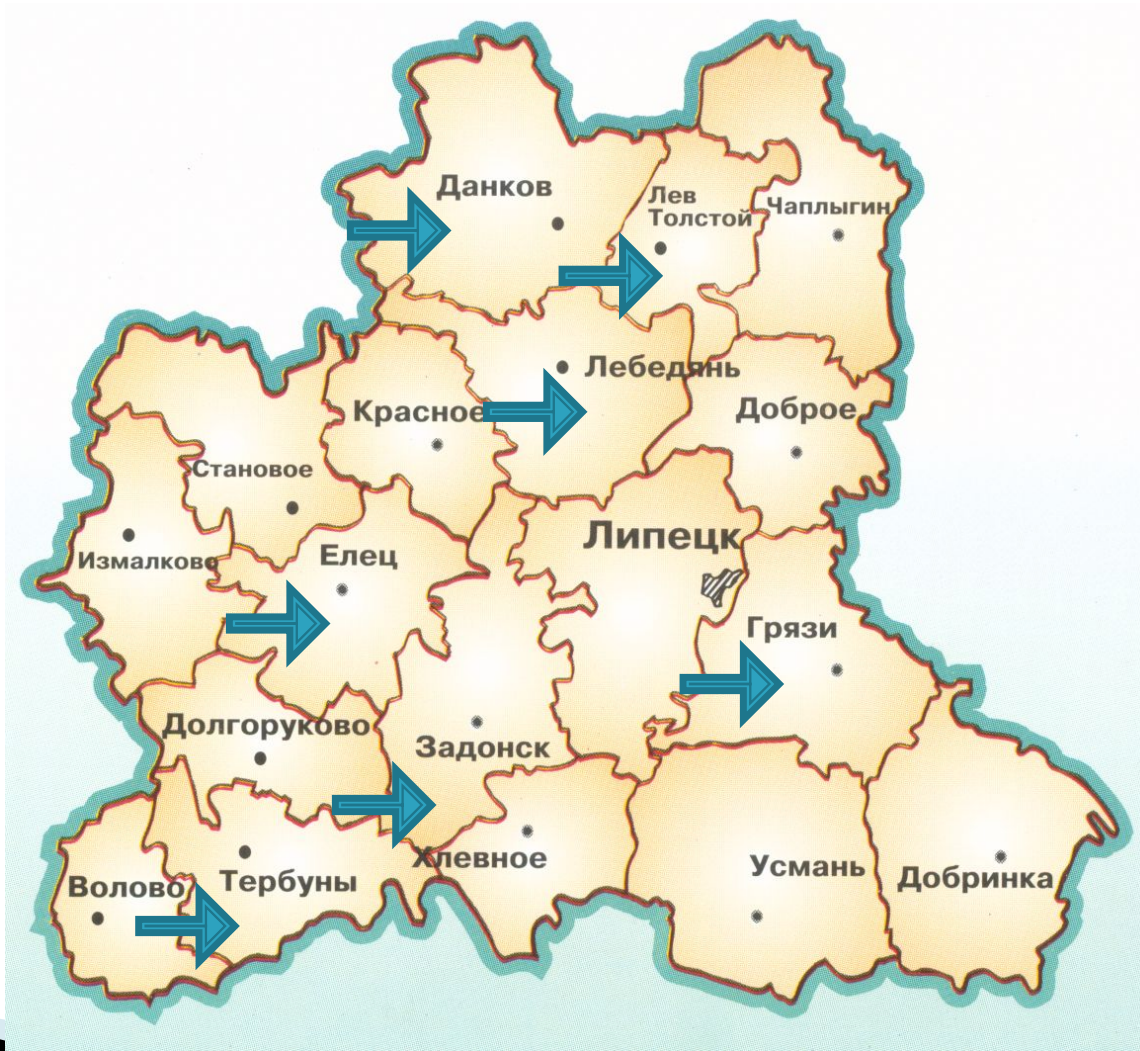 Данков
Лев
Толстой
Чаплыгин
Лебедянь
Красное
Доброе
Становое
Липецк
Елец
Измалково
Грязи
Долгоруково
Задонск
Хлевное
Усмань
Добринка
Тербуны
Волово